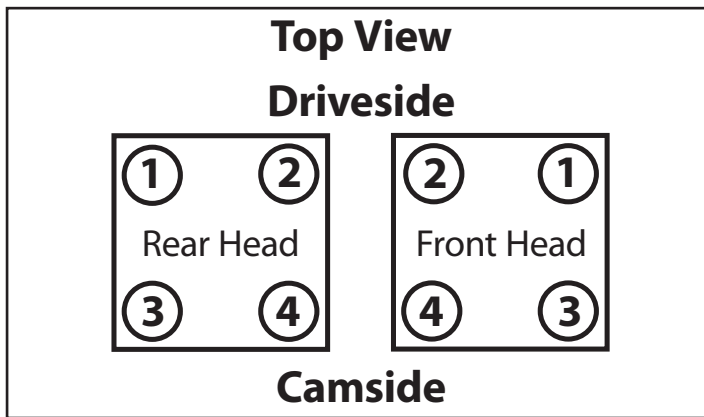 Top View
Driveside
1 2 2 1
Rear Head Front Head
3 4 4 3
Camside